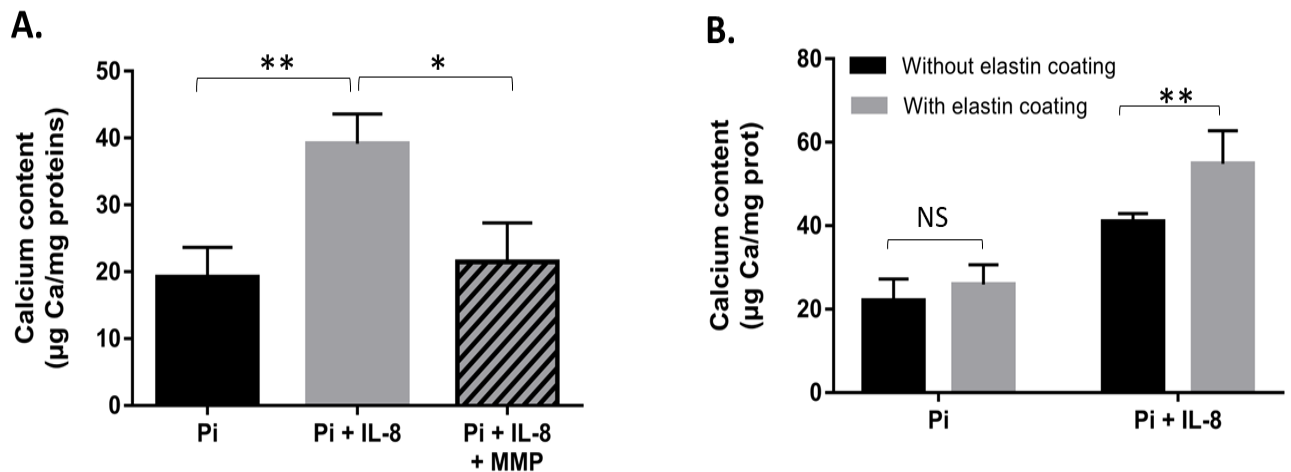 A.
Calcium content
(µg Ca/mg proteins)
50
40
30
20
10
0
**
*
Pi
Pi + IL-8
Pi + IL-8
+ MMP
B.
Calcium content
(µg Ca/mg prot)
80
60
40
20
0
Without elastin coating
With elastin coating
NS
**
Pi
Pi + IL-8